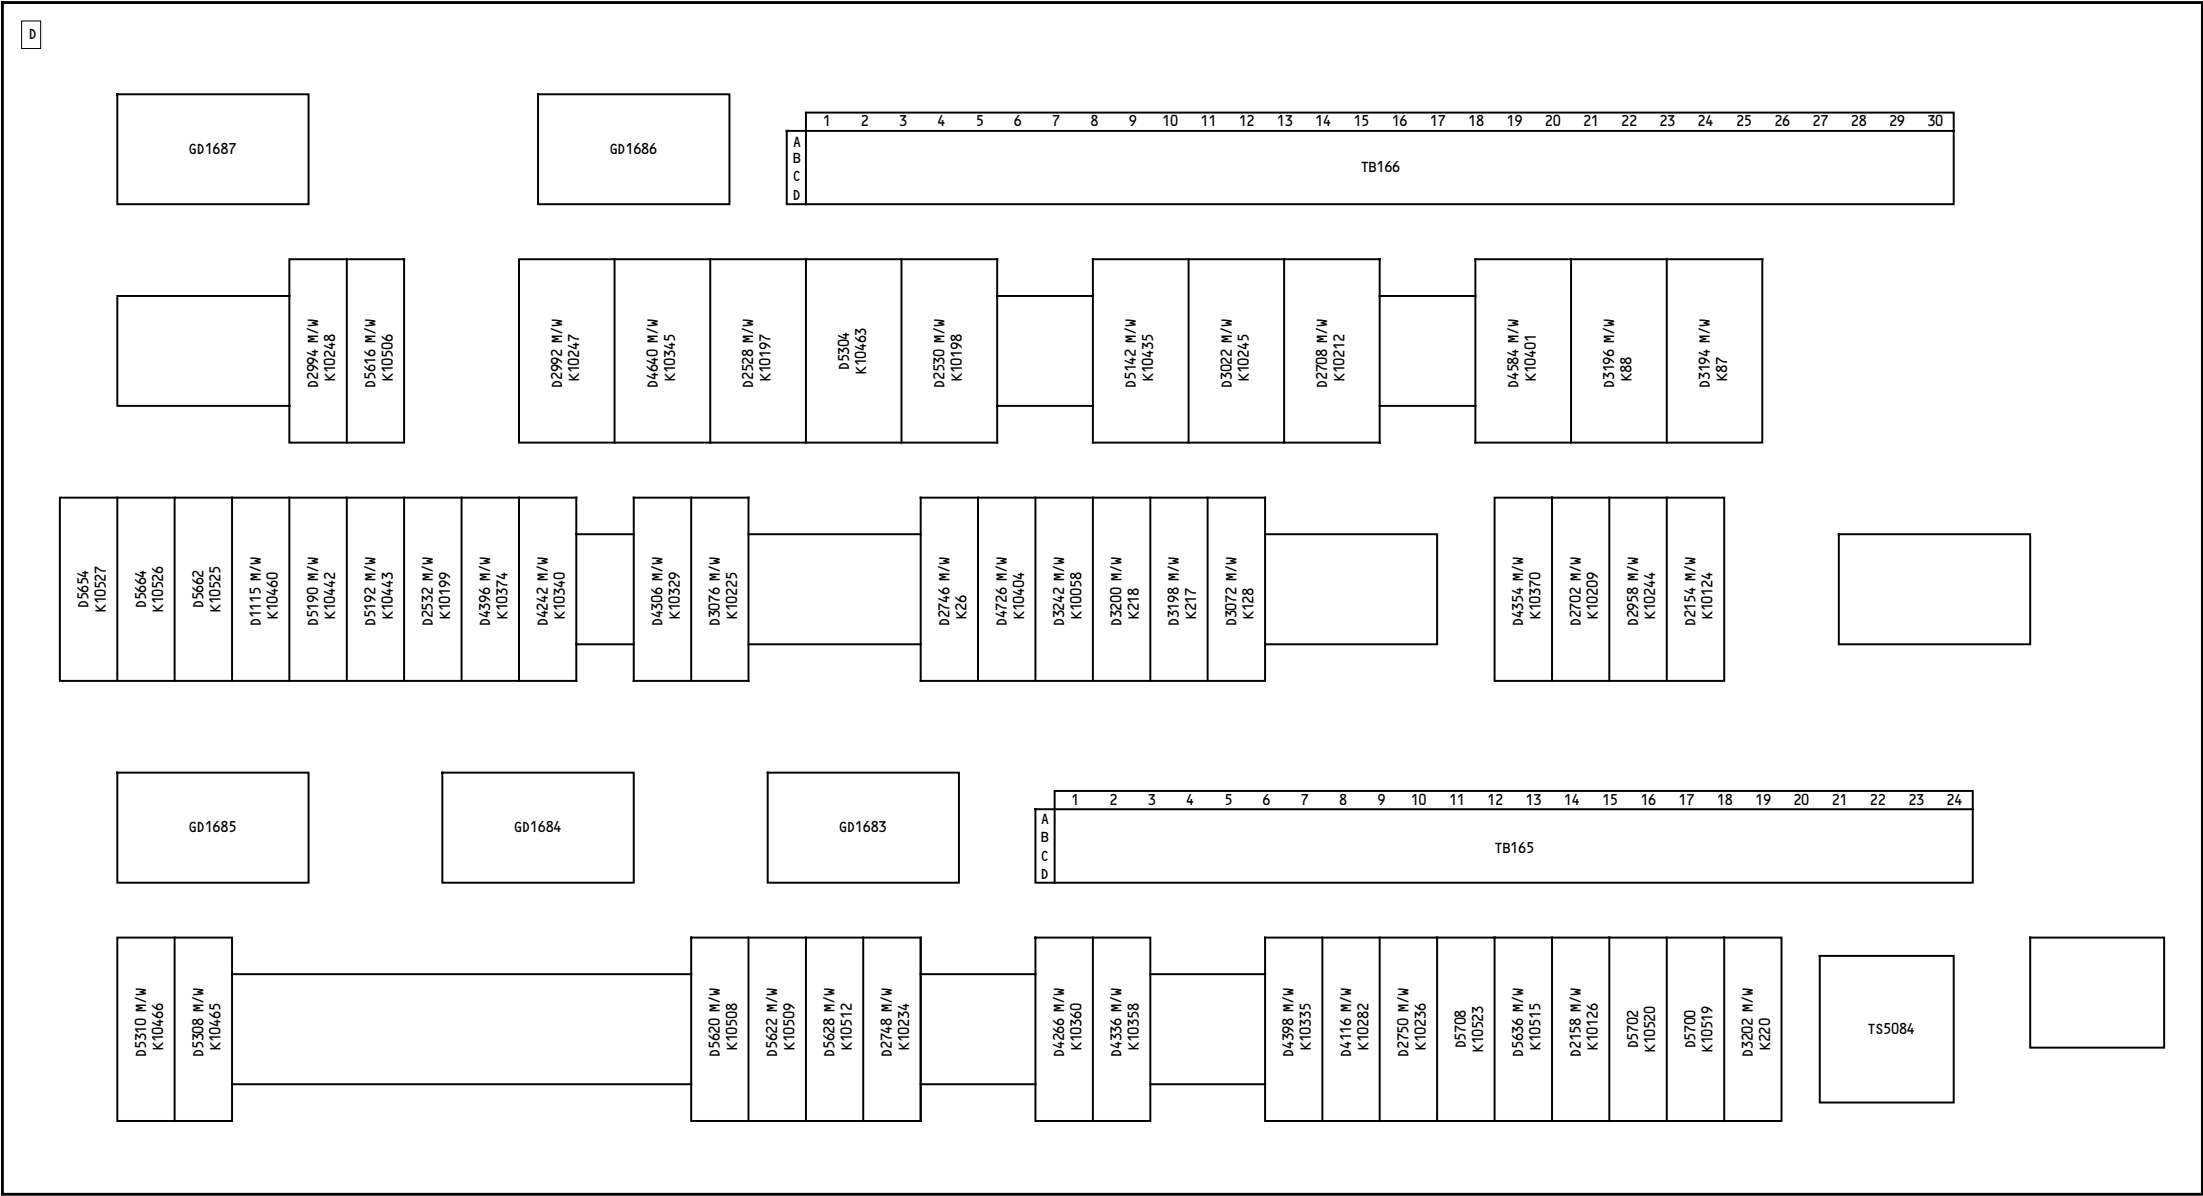 D
GD1687
GD1686
1 2 3 4 5 6 7 8 9 10 11 12 13 14 15 16 17 18 19 20 21 22 23 24 25 26 27 28 29 30
A
B
C
D
TB166
D2994 M/W
K10248
D5616 M/W
K10506
D2992 M/W
K10247
D4640 M/W
K10345
D2528 M/W
K10197
D5304
K10463
D2530 M/W
K10198
D5142 M/W
K10435
D3022 M/W
K10245
D2708 M/W
K10212
D4584 M/W
K10401
D3196 M/W
K88
D3194 M/W
K87
D5654
K10527
D5664
K10526
D5662
K10525
D1115 M/W
K10460
D5190 M/W
K10442
D5192 M/W
K10443
D2532 M/W
K10199
D4396 M/W
K10374
D4242 M/W
K10340
D4306 M/W
K10329
D3076 M/W
K10225
D2746 M/W
K26
D4726 M/W
K10404
D3242 M/W
K10058
D3200 M/W
K218
D3198 M/W
K217
D3072 M/W
K128
D4354 M/W
K10370
D2702 M/W
K10209
D2958 M/W
K10244
D2154 M/W
K10124
GD1685
GD1684
GD1683
1 2 3 4 5 6 7 8 9 10 11 12 13 14 15 16 17 18 19 20 21 22 23 24
A
B
C
D
TB165
D5310 M/W
K10466
D5308 M/W
K10465
D5620 M/W
K10508
D5622 M/W
K10509
D5628 M/W
K10512
D2748 M/W
K10234
D4266 M/W
K10360
D4336 M/W
K10358
D4398 M/W
K10335
D4116 M/W
K10282
D2750 M/W
K10236
D5708
K10523
D5636 M/W
K10515
D2158 M/W
K10126
D5702
K10520
D5700
K10519
D3202 M/W
K220
TS5084